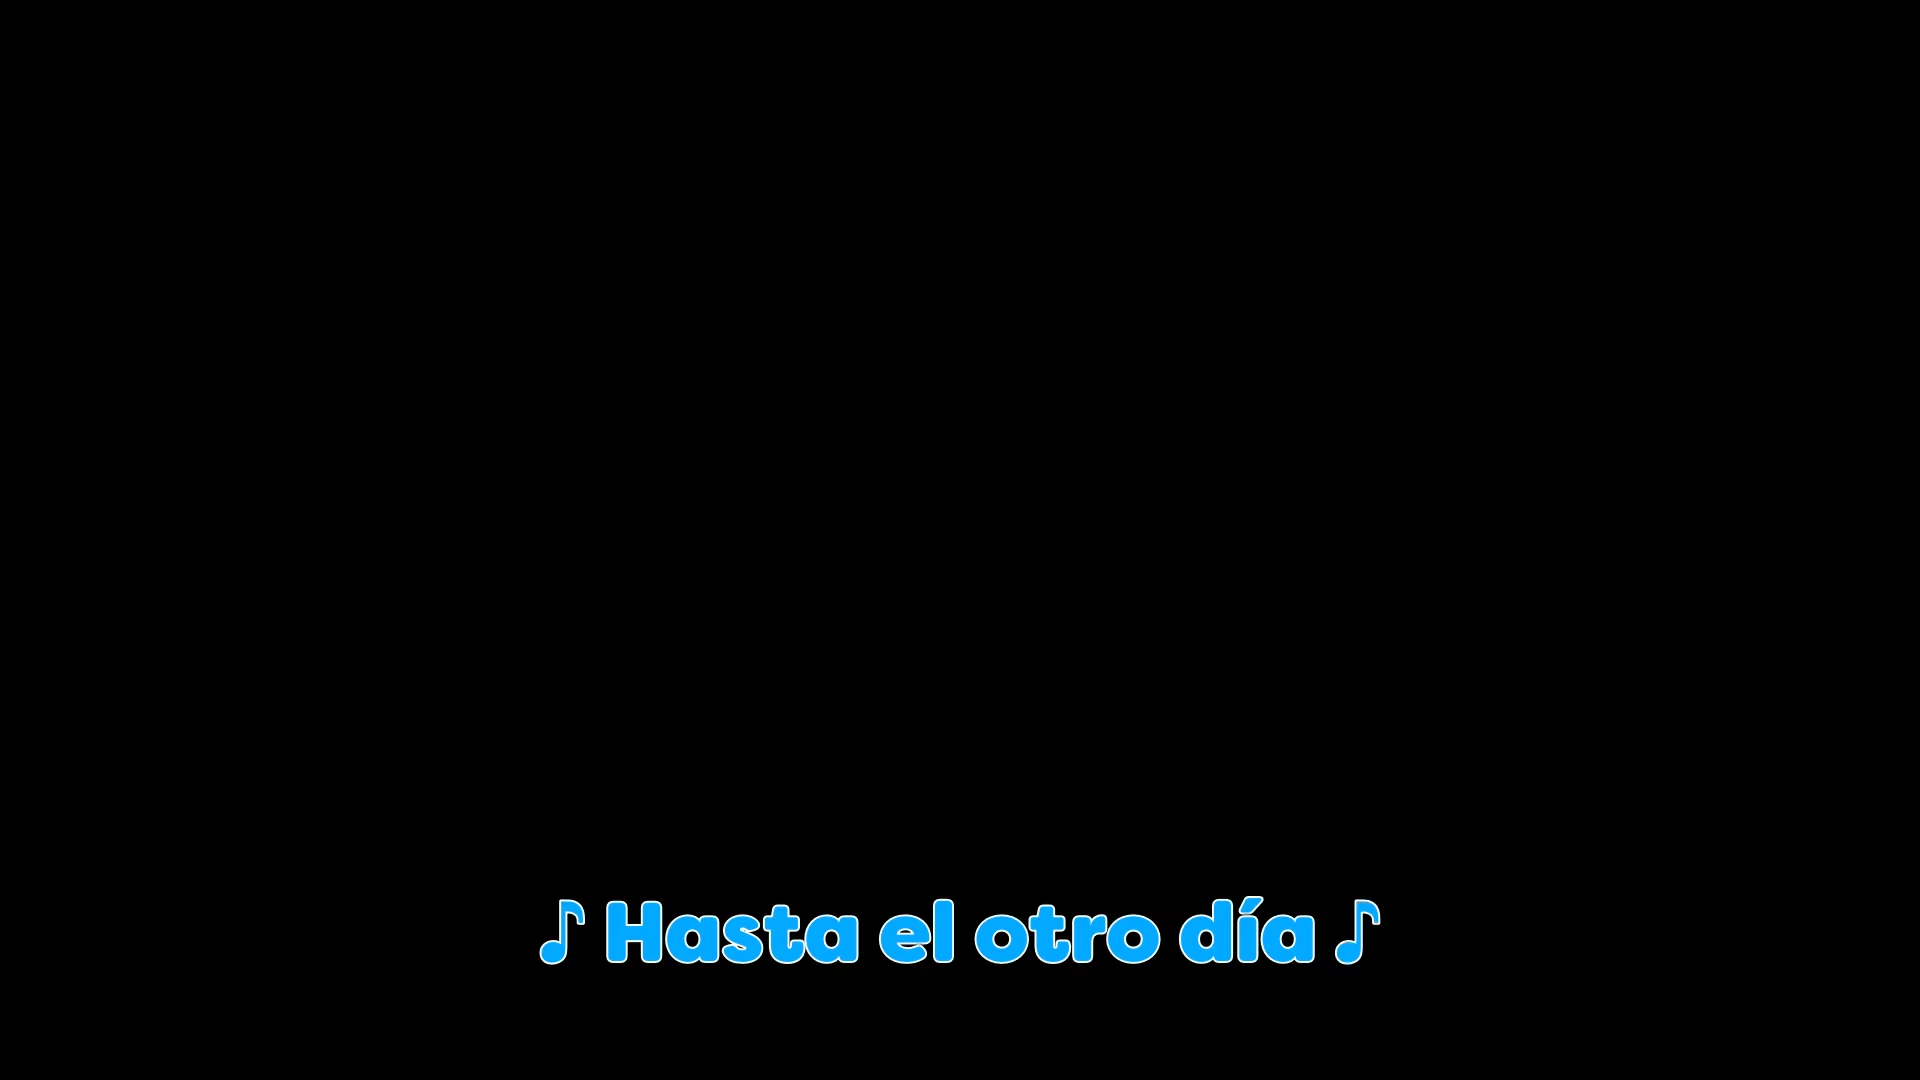 ♪ Hasta el otro día ♪